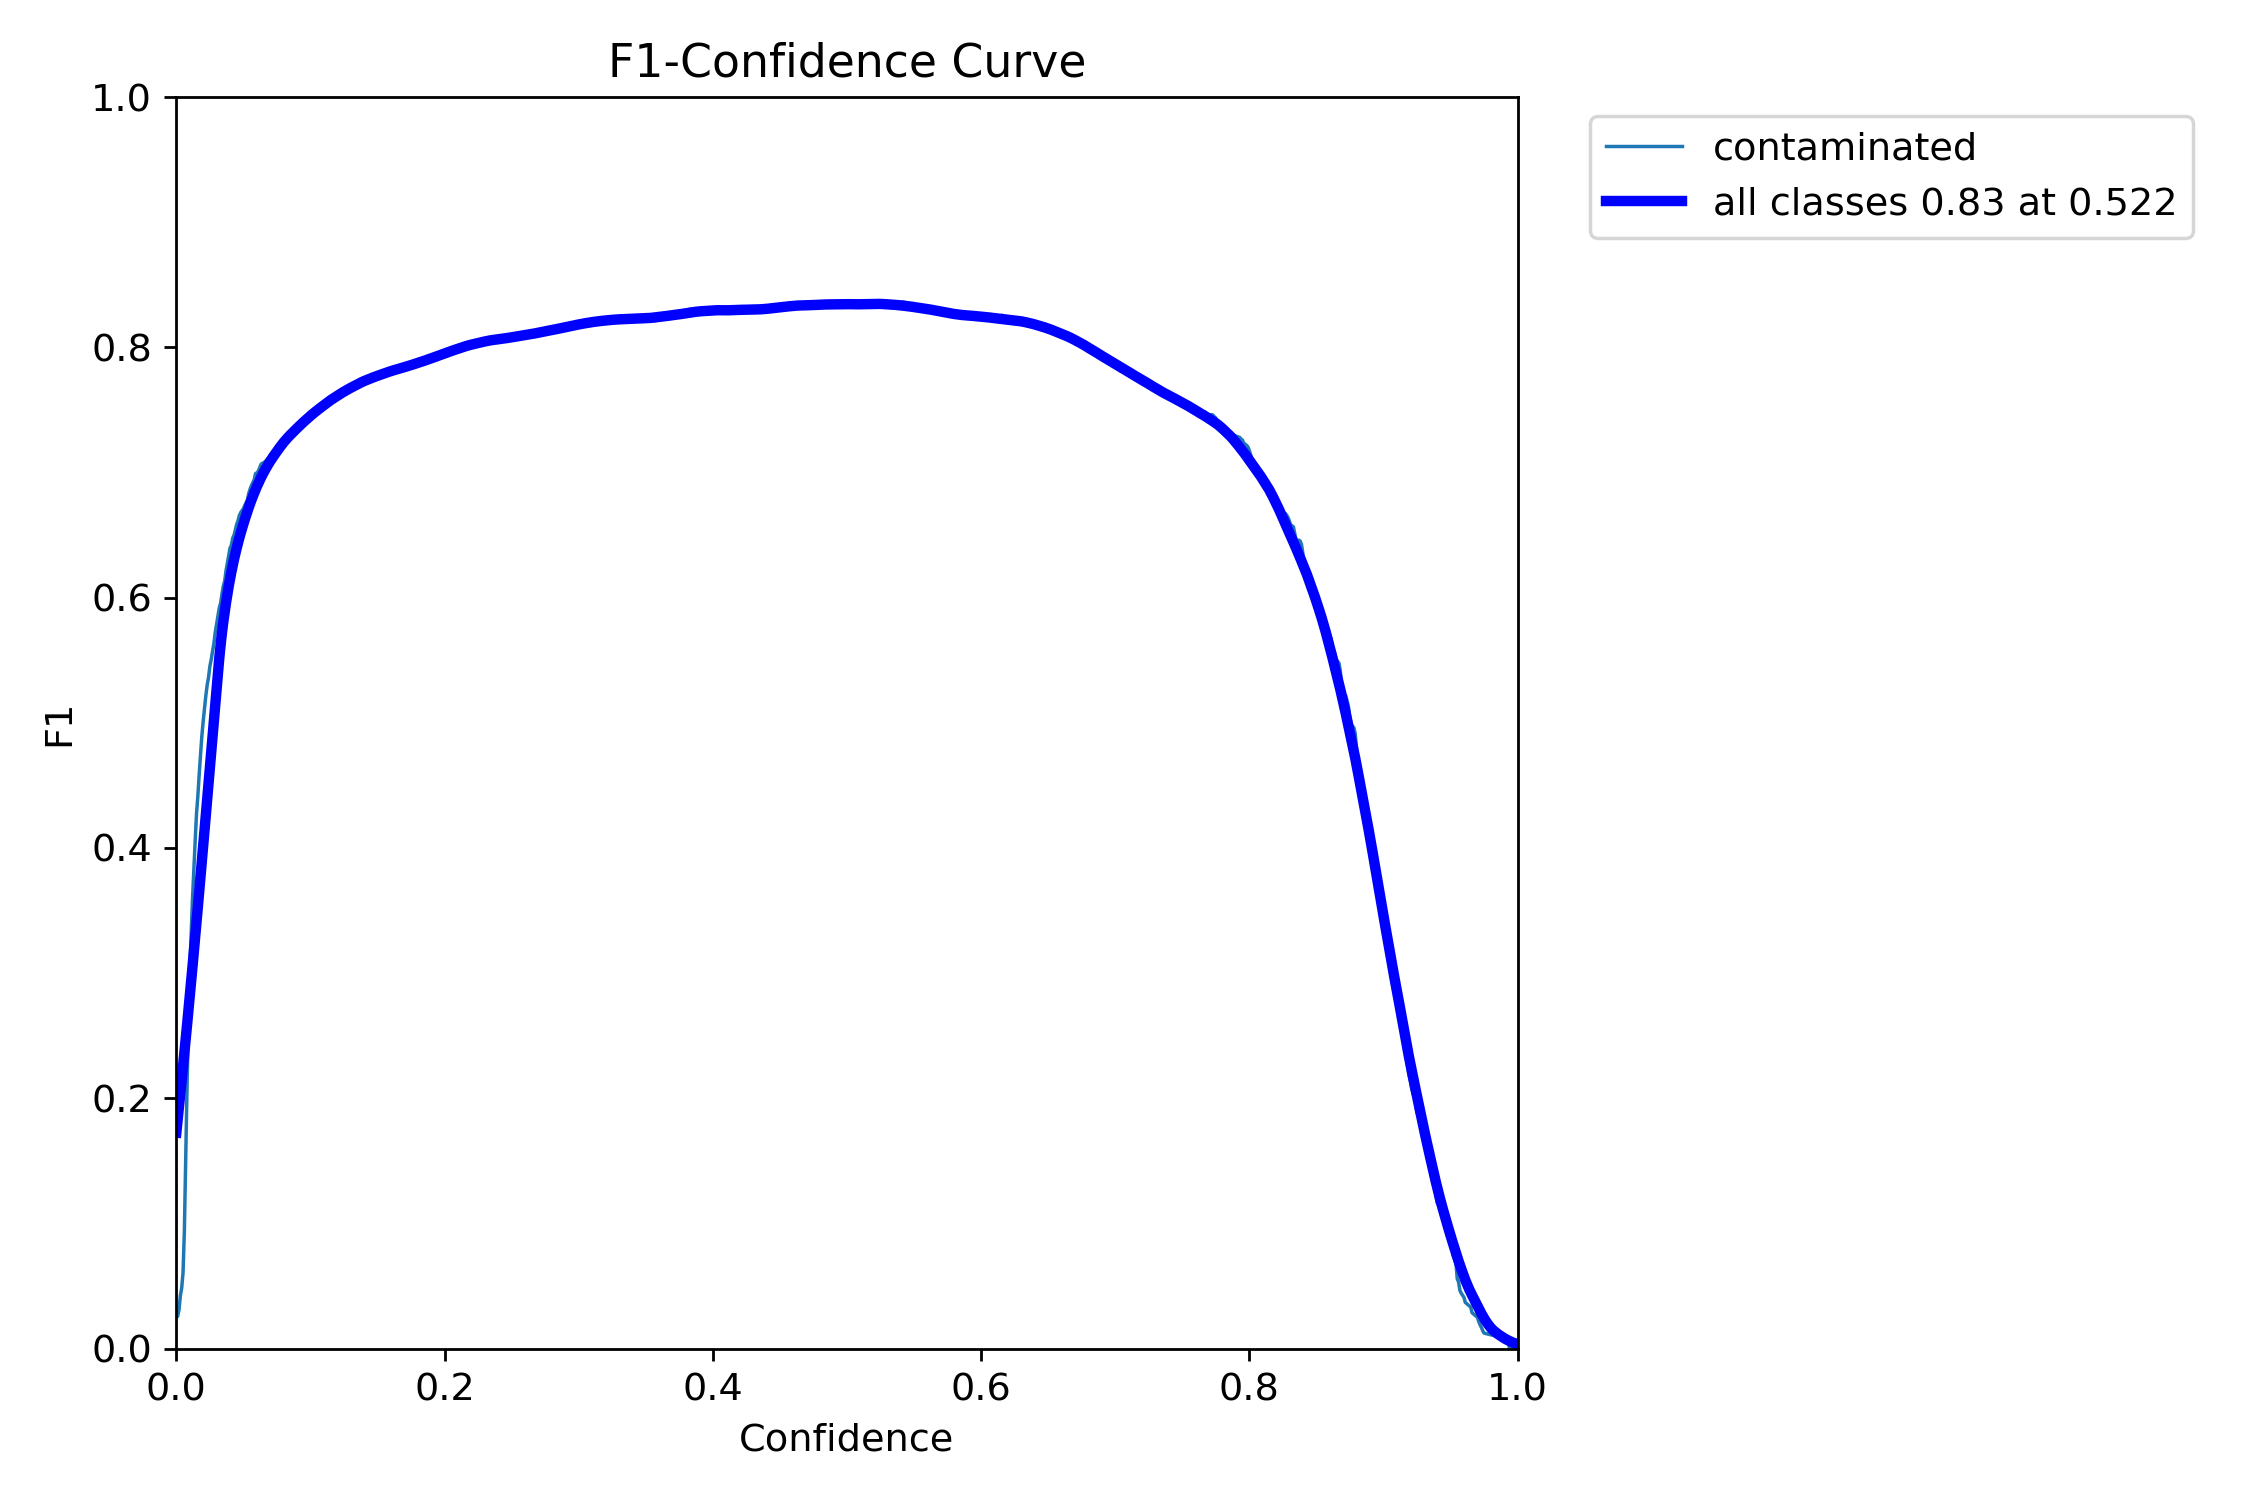 F1-Confidence Curve
contaminated
all classes 0.83 at 0.522
1.0
0.8
0.6
0.4
0.2
0.0
F1
0.0 0.2 0.4 0.6 0.8 1.0
Confidence